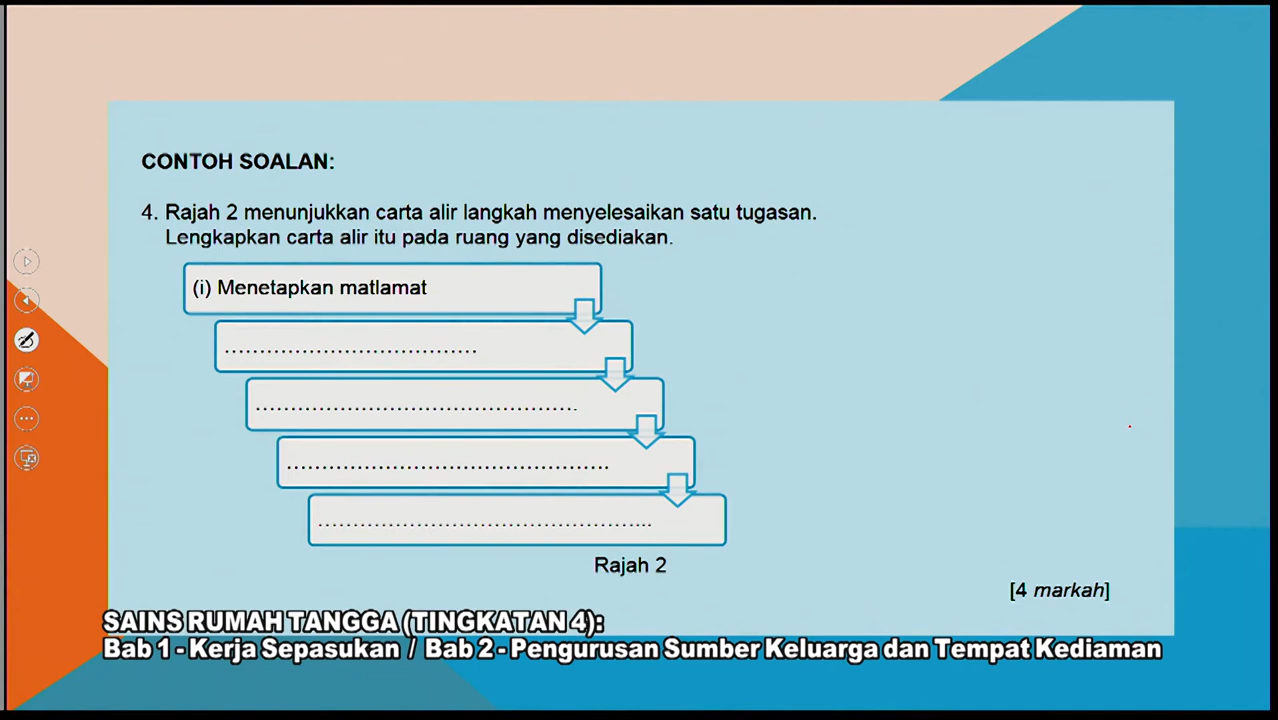 CONTOH SOALAN:
4. Rajah 2 menunjukkan carta alir langkah menyelesaikan satu tugasan.
Lengkapkan carta alir itu pada ruang yang disediakan.
(i) Menetapkan matlamat
………………………………
……………………………………….
……………………………………….
………………………………………...
Rajah 2
[4 markah]
SAINS RUMAH TANGGA (TINGKATAN 4):
Bab 1 - Kerja Sepasukan / Bab 2 - Pengurusan Sumber Keluarga dan Tempat Kediaman